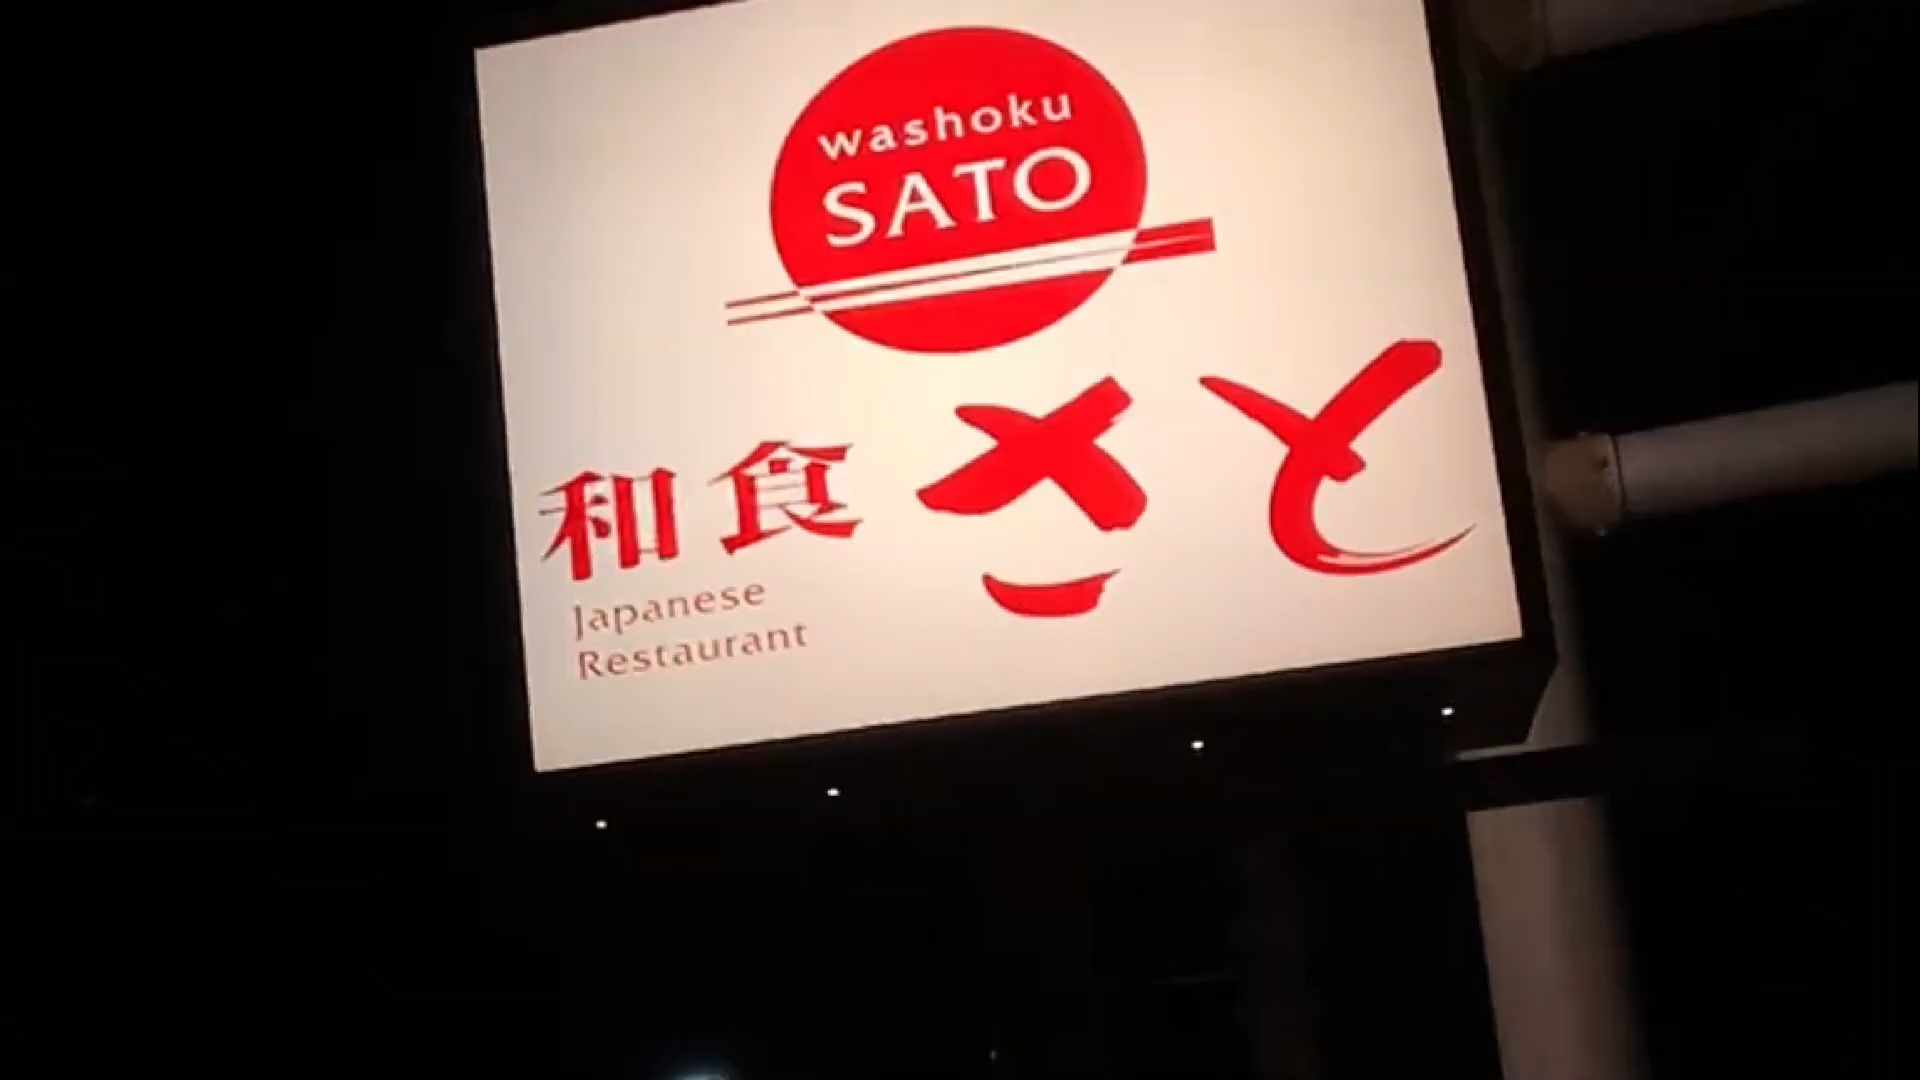 washoku
SATO
和食 さと
Japanese
Restaurant